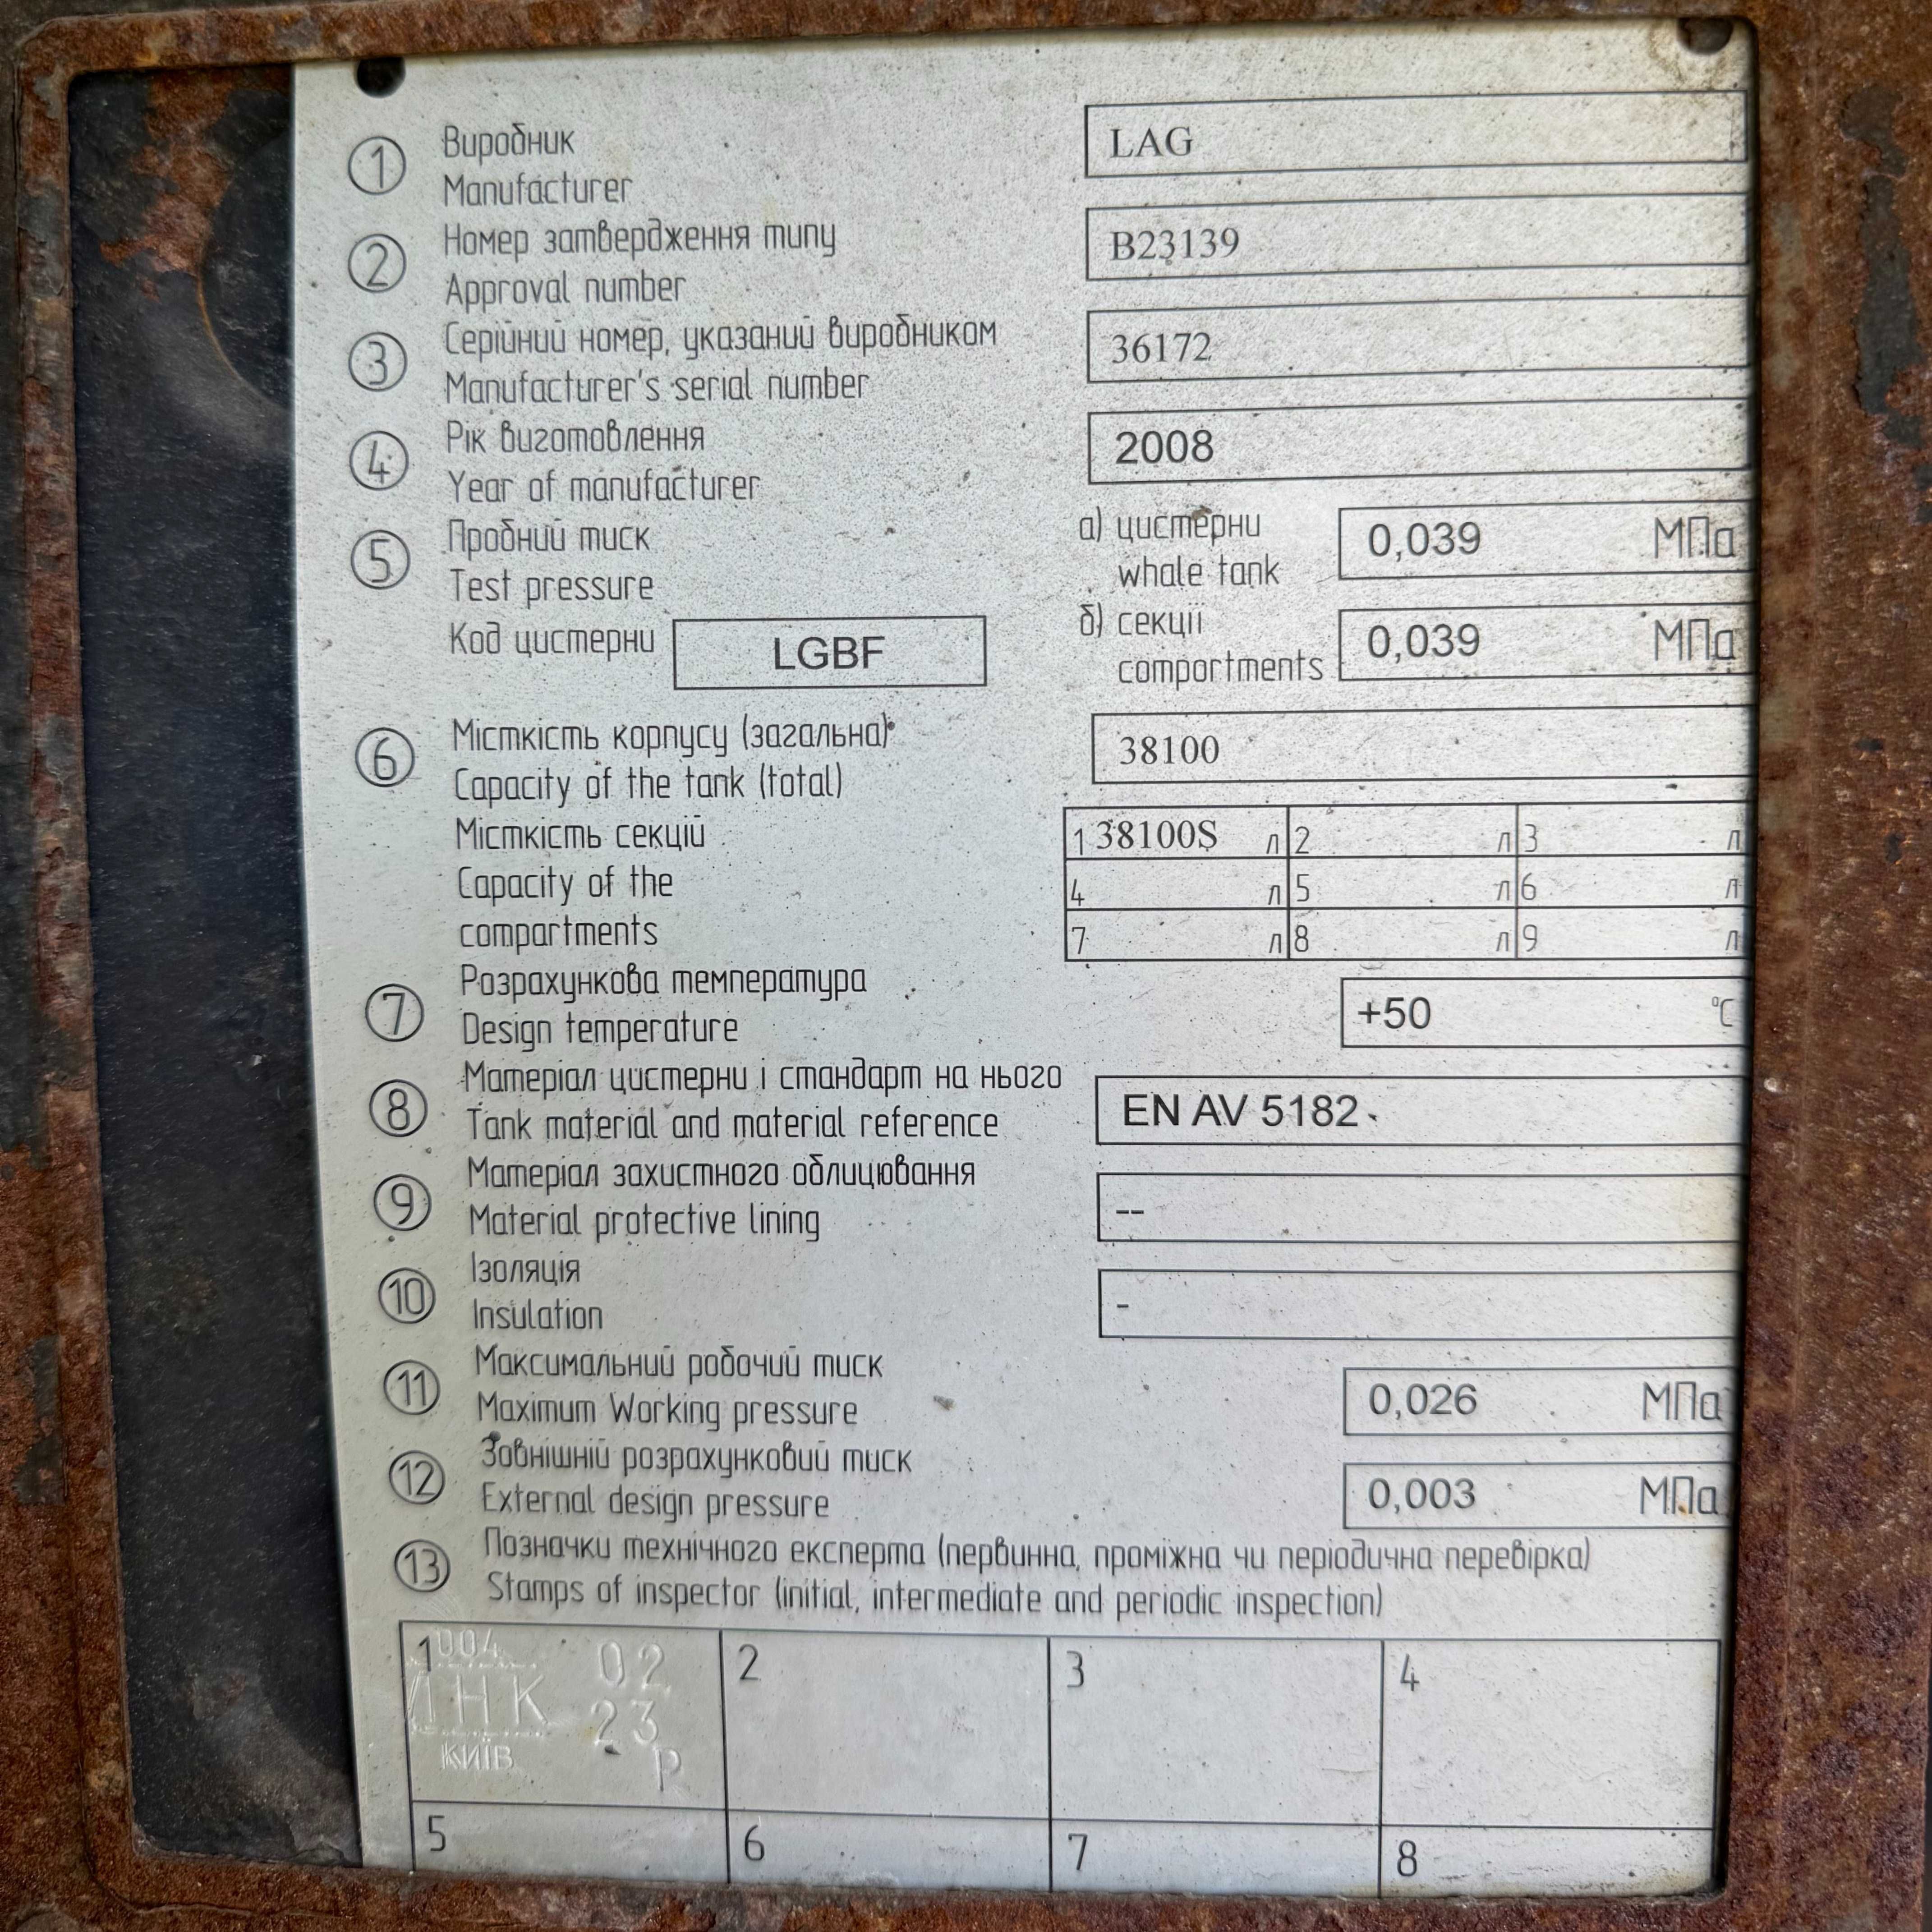 1 Виробник LAG
Manufacturer
2 Номер затвердження типу B23139
Approval number
3 Серійний номер, указаний виробником 36172
Manufacturer's serial number
4 Рік виготовлення 2008
Year of manufacturer
5 Пробний тиск а) цистерни 0,039 МПа
Test pressure whale tank
Код цистерни LGBF б) секції 0,039 МПа
comportments
6 Місткість корпусу (загальна) 38100
Capacity of the tank (total)
Місткість секцій 1 38100S л 2 л 3 л
Capacity of the 4 л 5 л 6 л
compartments 7 л 8 л 9 л
7 Розрахункова температура +50 °C
Design temperature
8 Матеріал цистерни і стандарт на нього EN AV 5182
Tank material and material reference
9 Матеріал захистного облицювання --
Material protective lining
10 Ізоляція -
Insulation
11 Максимальний робочий тиск 0,026 МПа
Maximum Working pressure
12 Зовнішній розрахунковий тиск 0,003 МПа
External design pressure
13 Позначки технічного експерта (первинна, проміжна чи періодична перевірка)
Stamps of inspector (initial, intermediate and periodic inspection)
1 004 02 2 3 4
ДНК 23
КИЇВ P
5 6 7 8